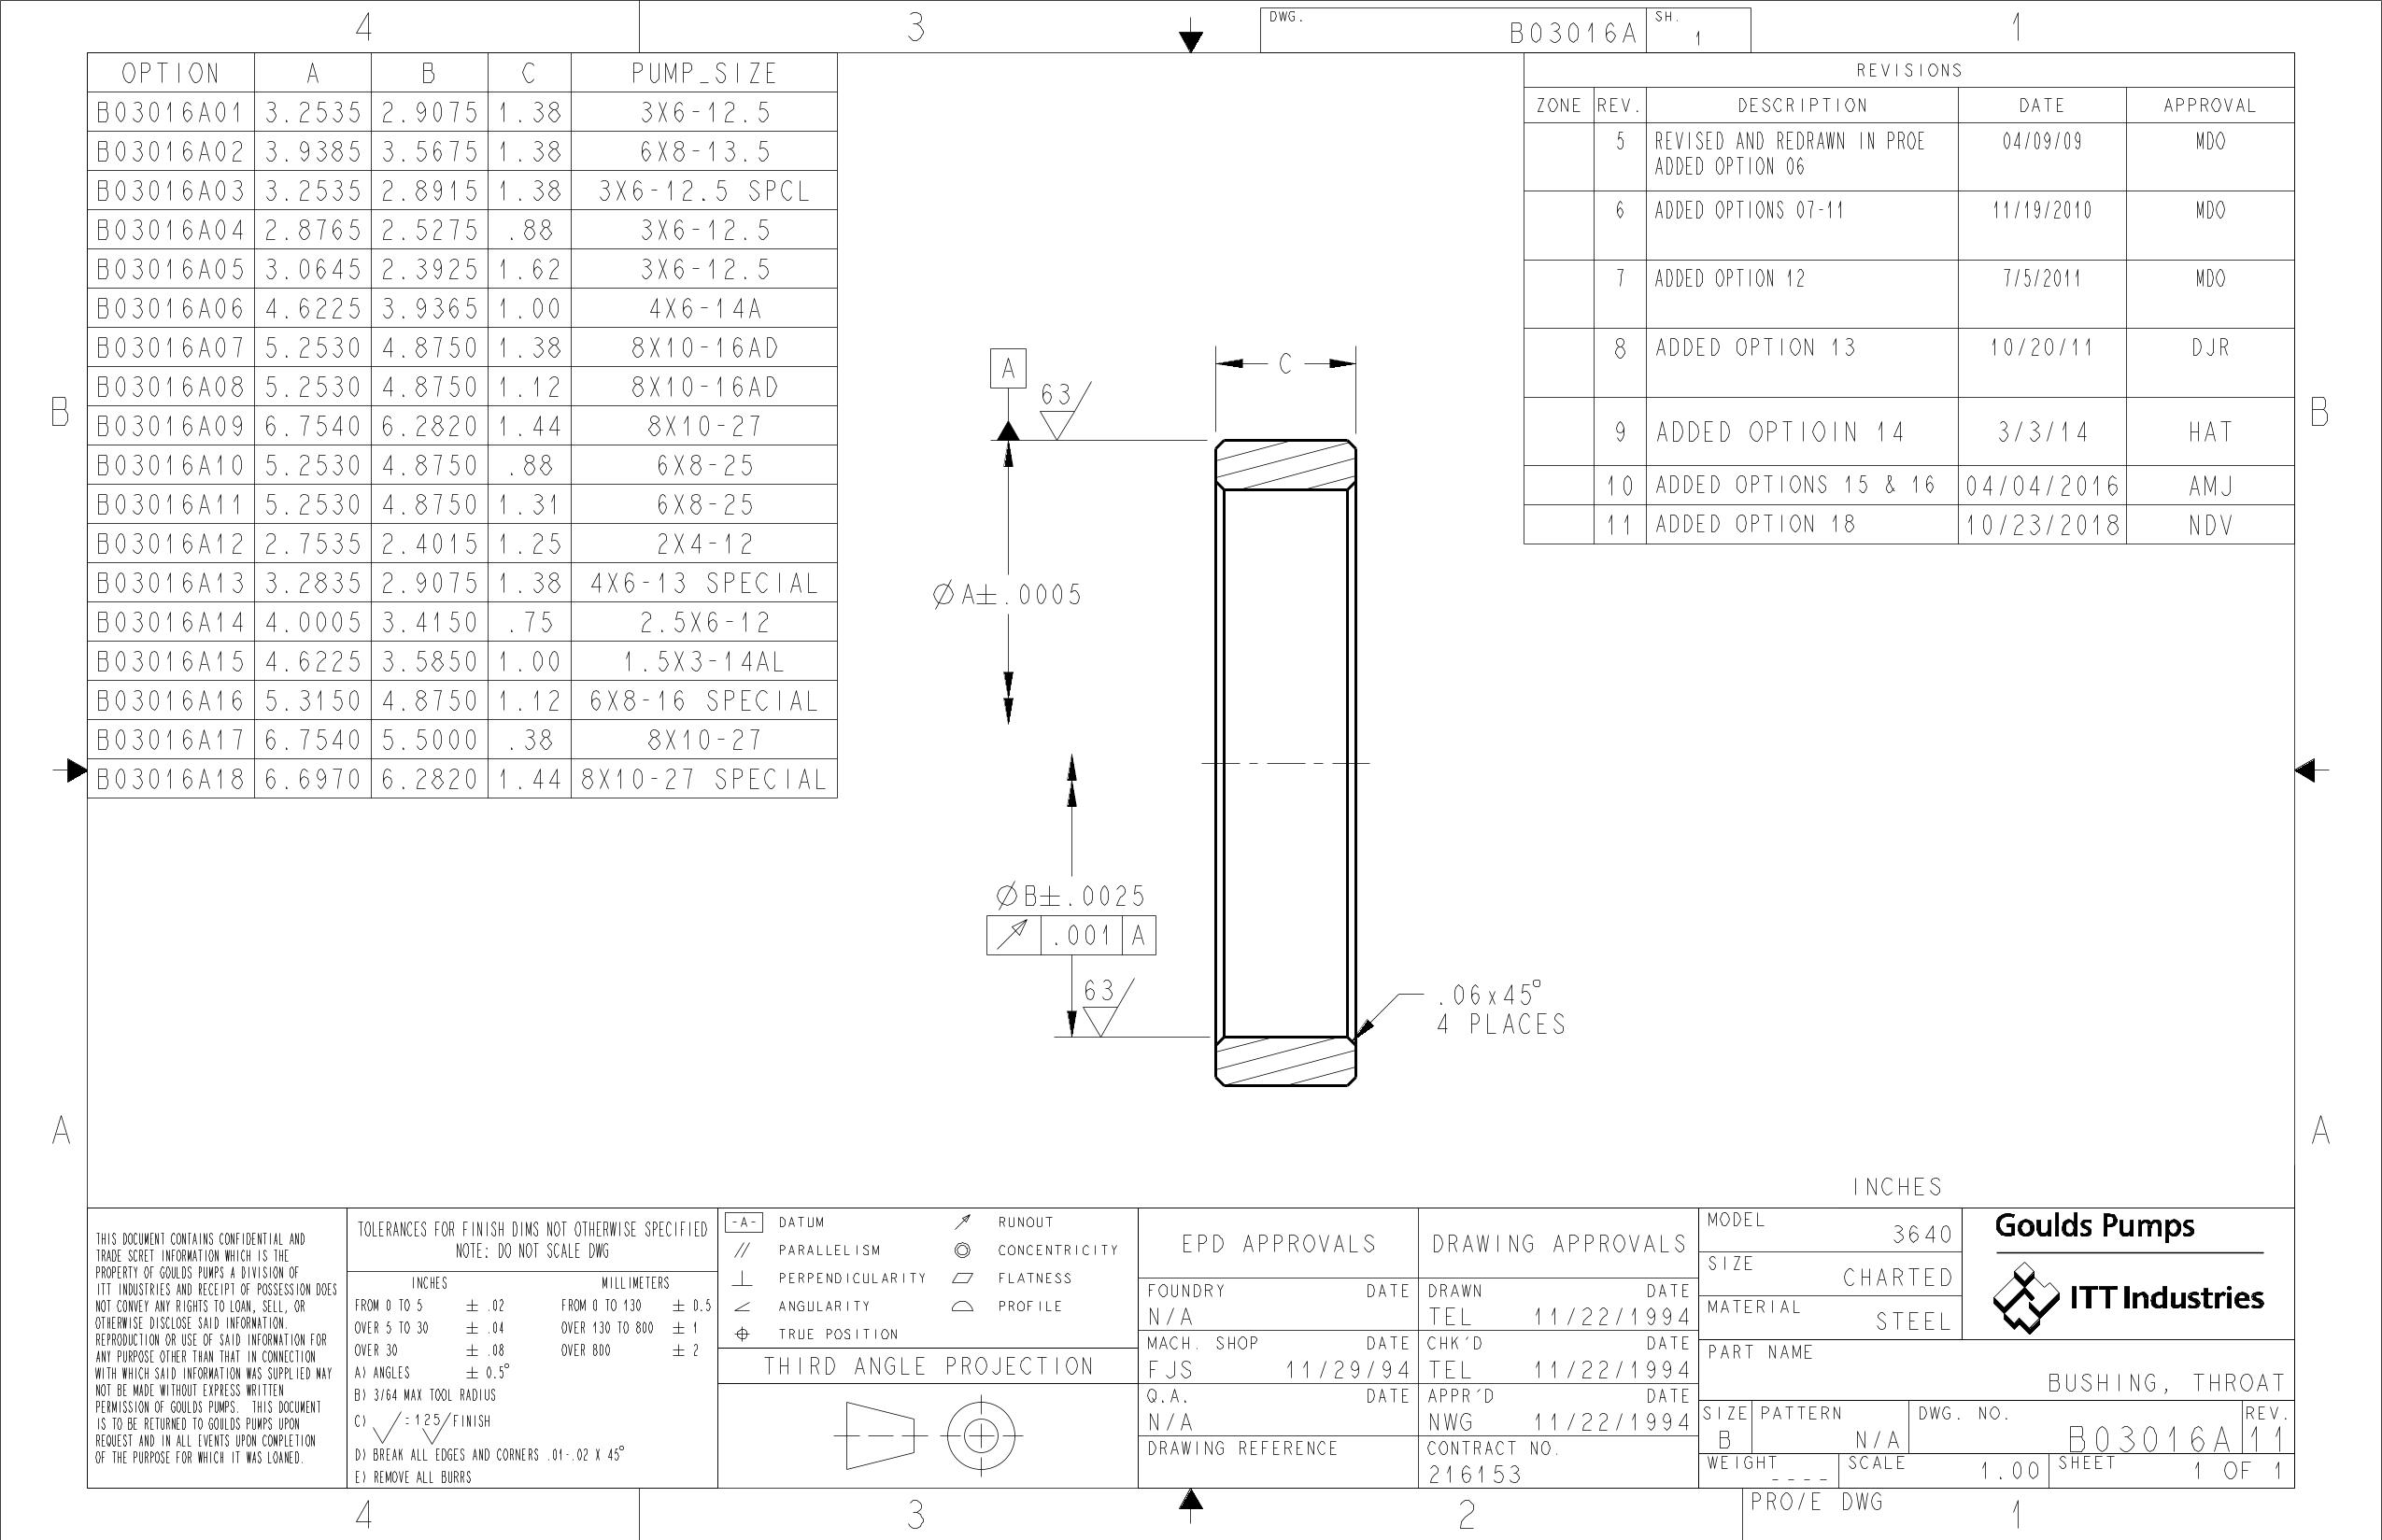 4
3
DWG.
B03016A
SH.
1
1
OPTION A B C PUMP_SIZE
B03016A01 3.2535 2.9075 1.38 3X6-12.5
B03016A02 3.9385 3.5675 1.38 6X8-13.5
B03016A03 3.2535 2.8915 1.38 3X6-12.5 SPCL
B03016A04 2.8765 2.5275 .88 3X6-12.5
B03016A05 3.0645 2.3925 1.62 3X6-12.5
B03016A06 4.6225 3.9365 1.00 4X6-14A
B03016A07 5.2530 4.8750 1.38 8X10-16AD
B03016A08 5.2530 4.8750 1.12 8X10-16AD
B03016A09 6.7540 6.2820 1.44 8X10-27
B03016A10 5.2530 4.8750 .88 6X8-25
B03016A11 5.2530 4.8750 1.31 6X8-25
B03016A12 2.7535 2.4015 1.25 2X4-12
B03016A13 3.2835 2.9075 1.38 4X6-13 SPECIAL
B03016A14 4.0005 3.4150 .75 2.5X6-12
B03016A15 4.6225 3.5850 1.00 1.5X3-14AL
B03016A16 5.3150 4.8750 1.12 6X8-16 SPECIAL
B03016A17 6.7540 5.5000 .38 8X10-27
B03016A18 6.6970 6.2820 1.44 8X10-27 SPECIAL
REVISIONS
ZONE REV. DESCRIPTION DATE APPROVAL
5 REVISED AND REDRAWN IN PROE 04/09/09 MDO
ADDED OPTION 06
6 ADDED OPTIONS 07-11 11/19/2010 MDO
7 ADDED OPTION 12 7/5/2011 MDO
8 ADDED OPTION 13 10/20/11 DJR
9 ADDED OPTIOIN 14 3/3/14 HAT
10 ADDED OPTIONS 15 & 16 04/04/2016 AMJ
11 ADDED OPTION 18 10/23/2018 NDV
B
B
A
63
C
ØA±.0005
ØB±.0025
.001 A
63
.06x45°
4 PLACES
A
A
INCHES
THIS DOCUMENT CONTAINS CONFIDENTIAL AND
TRADE SCRET INFORMATION WHICH IS THE
PROPERTY OF GOULDS PUMPS A DIVISION OF
ITT INDUSTRIES AND RECEIPT OF POSSESSION DOES
NOT CONVEY ANY RIGHTS TO LOAN, SELL, OR
OTHERWISE DISCLOSE SAID INFORMATION.
REPRODUCTION OR USE OF SAID INFORMATION FOR
ANY PURPOSE OTHER THAN THAT IN CONNECTION
WITH WHICH SAID INFORMATION WAS SUPPLIED MAY
NOT BE MADE WITHOUT EXPRESS WRITTEN
PERMISSION OF GOULDS PUMPS. THIS DOCUMENT
IS TO BE RETURNED TO GOULDS PUMPS UPON
REQUEST AND IN ALL EVENTS UPON COMPLETION
OF THE PURPOSE FOR WHICH IT WAS LOANED.
TOLERANCES FOR FINISH DIMS NOT OTHERWISE SPECIFIED
NOTE: DO NOT SCALE DWG
INCHES MILLIMETERS
FROM 0 TO 5 ± .02 FROM 0 TO 130 ± 0.5
OVER 5 TO 30 ± .04 OVER 130 TO 800 ± 1
OVER 30 ± .08 OVER 800 ± 2
A) ANGLES ± 0.5°
B) 3/64 MAX TOOL RADIUS
C) = 125 FINISH
D) BREAK ALL EDGES AND CORNERS .01-.02 X 45°
E) REMOVE ALL BURRS
-A- DATUM RUNOUT
PARALLELISM CONCENTRICITY
PERPENDICULARITY FLATNESS
ANGULARITY PROFILE
TRUE POSITION
THIRD ANGLE PROJECTION
EPD APPROVALS
FOUNDRY DATE
N/A
MACH. SHOP DATE
FJS 11/29/94
Q.A. DATE
N/A
DRAWING REFERENCE
DRAWING APPROVALS
DRAWN DATE
TEL 11/22/1994
CHK'D DATE
TEL 11/22/1994
APPR'D DATE
NWG 11/22/1994
CONTRACT NO.
216153
MODEL
3640
SIZE
CHARTED
MATERIAL
STEEL
Goulds Pumps
ITT Industries
PART NAME
BUSHING, THROAT
SIZE PATTERN DWG. NO. REV.
B N/A B03016A 11
WEIGHT SCALE SHEET
---- 1.00 1 OF 1
4
3
2
PRO/E DWG
1